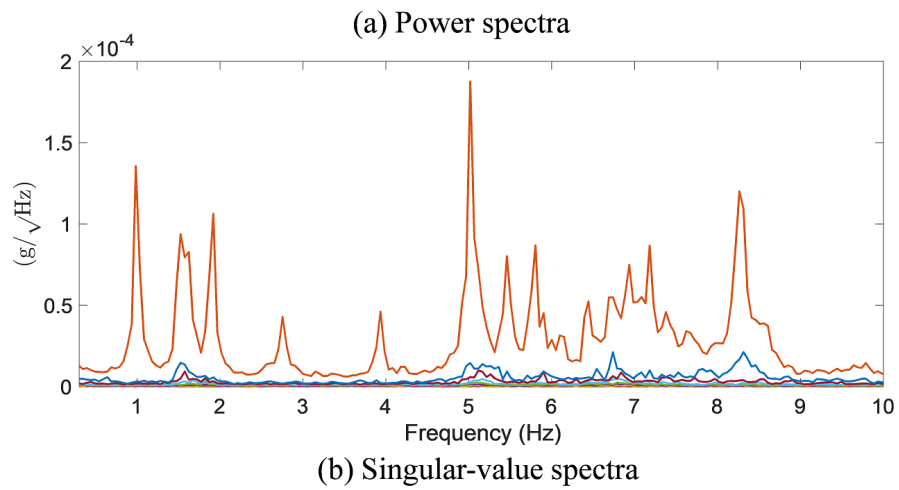 (a) Power spectra
×10⁻⁴
2
1.5
1
0.5
0
(g/√Hz)
1 2 3 4 5 6 7 8 9 10
Frequency (Hz)
(b) Singular-value spectra